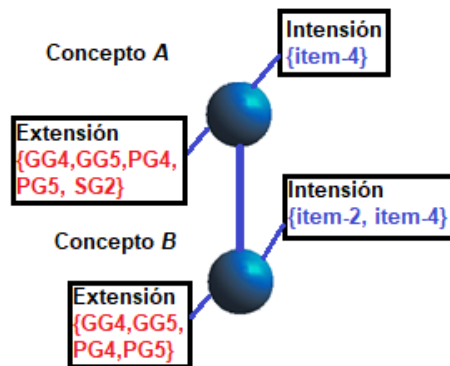 Concepto A
Intensión
{item-4}
Extensión
{GG4,GG5,PG4,
PG5, SG2}
Concepto B
Intensión
{item-2, item-4}
Extensión
{GG4,GG5,
PG4,PG5}